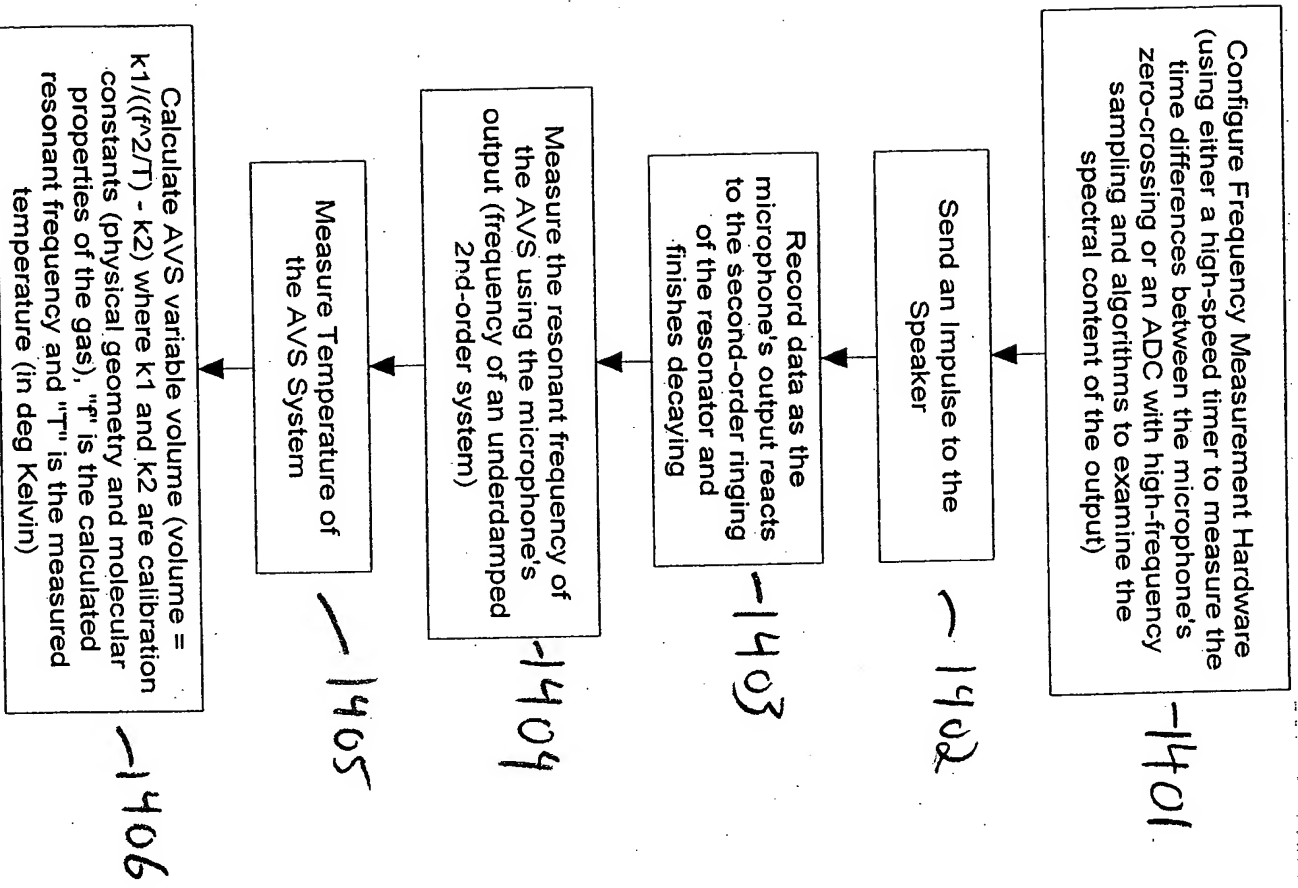 Configure Frequency Measurement Hardware
(using either a high-speed timer to measure the
time differences between the microphone's
zero-crossing or an ADC with high-frequency
sampling and algorithms to examine the
spectral content of the output)
-1401
Send an Impulse to the
Speaker
-1402
Record data as the
microphone's output reacts
to the second-order ringing
of the resonator and
finishes decaying
-1403
Measure the resonant frequency of
the AVS using the microphone's
output (frequency of an underdamped
2nd-order system)
-1404
Measure Temperature of
the AVS System
-1405
Calculate AVS variable volume (volume =
k1/((f^2/T) - k2) where k1 and k2 are calibration
constants (physical geometry and molecular
properties of the gas), "f" is the calculated
resonant frequency and "T" is the measured
temperature (in deg Kelvin)
-1406